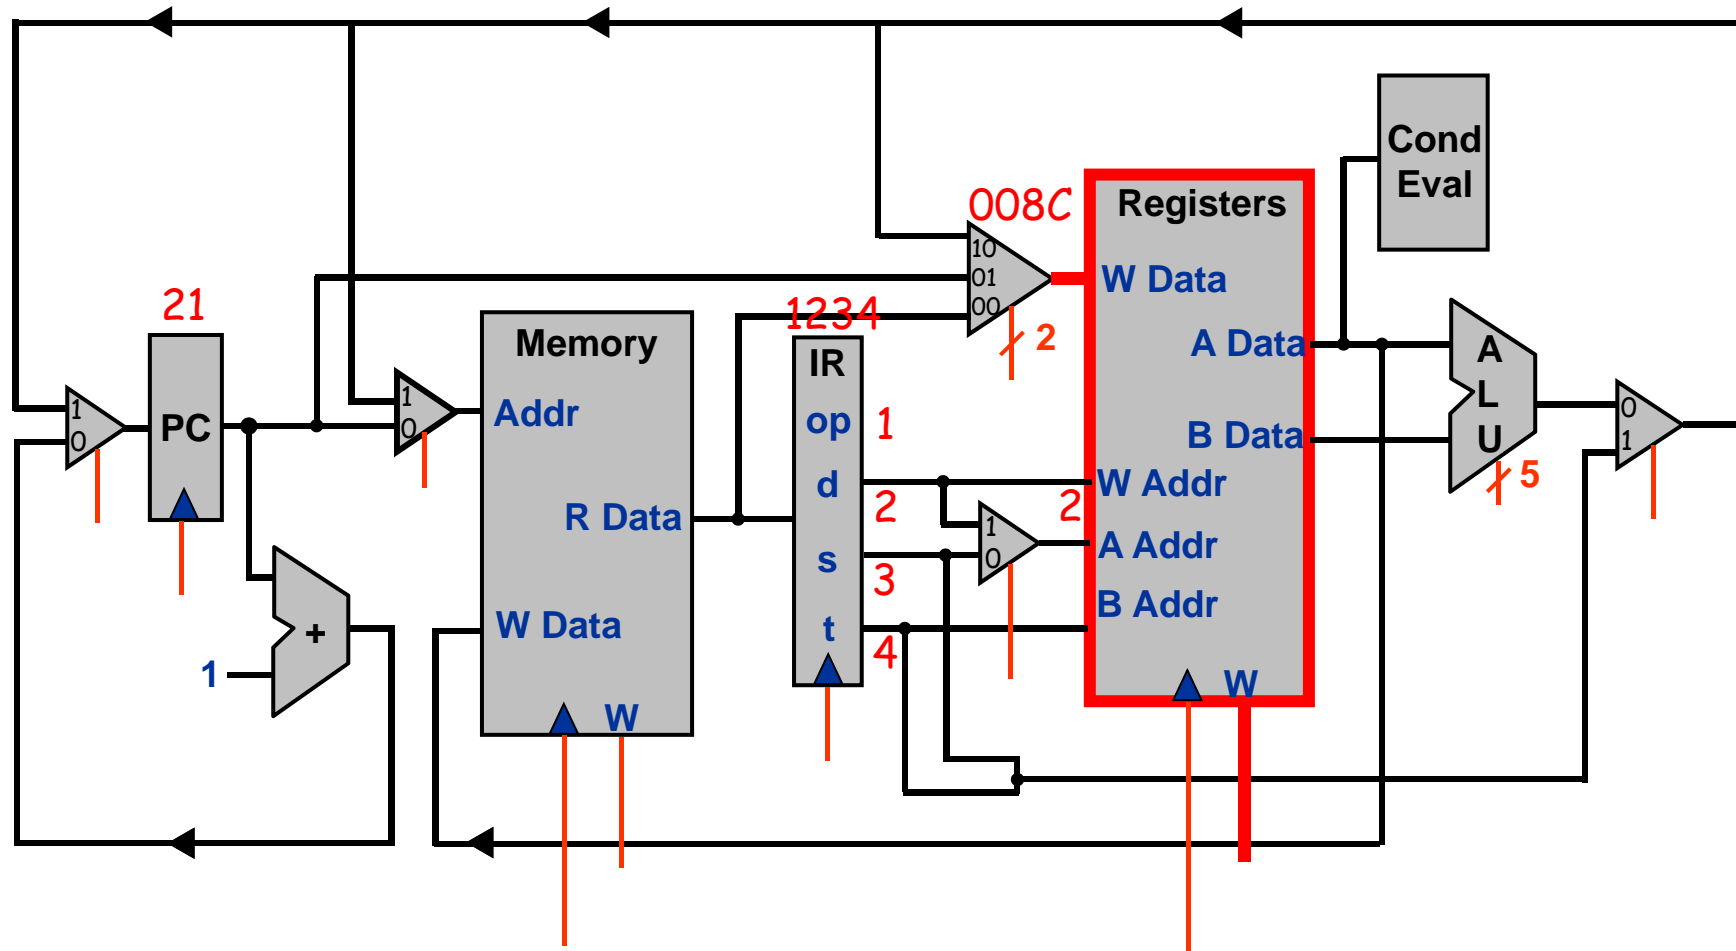 Cond
Eval
008C
Registers
10
01
00
W Data
21
1234
2
Memory
IR
A Data
A
L
U
1
0
PC
1
0
Addr
op
1
B Data
0
1
5
d
2
W Addr
2
R Data
1
0
A Addr
s
3
B Addr
W Data
t
4
+
1
W
W